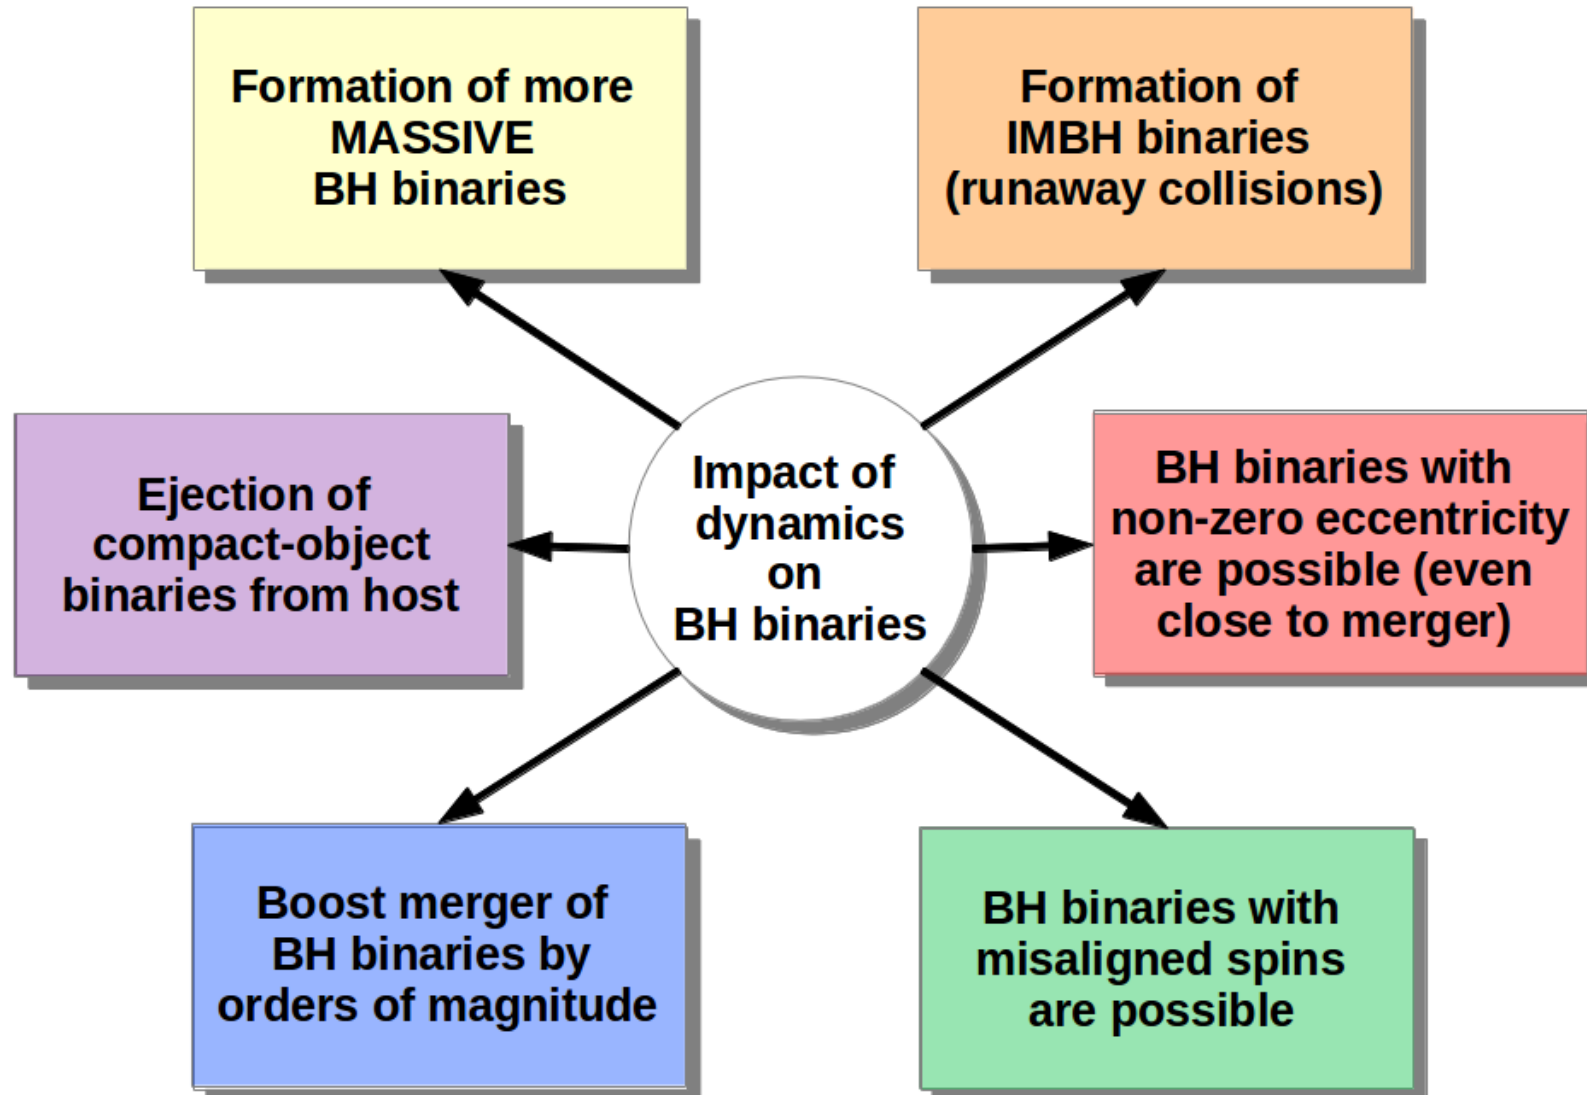 Formation of more
MASSIVE
BH binaries
Formation of
IMBH binaries
(runaway collisions)
Ejection of
compact-object
binaries from host
Impact of
dynamics
on
BH binaries
BH binaries with
non-zero eccentricity
are possible (even
close to merger)
Boost merger of
BH binaries by
orders of magnitude
BH binaries with
misaligned spins
are possible